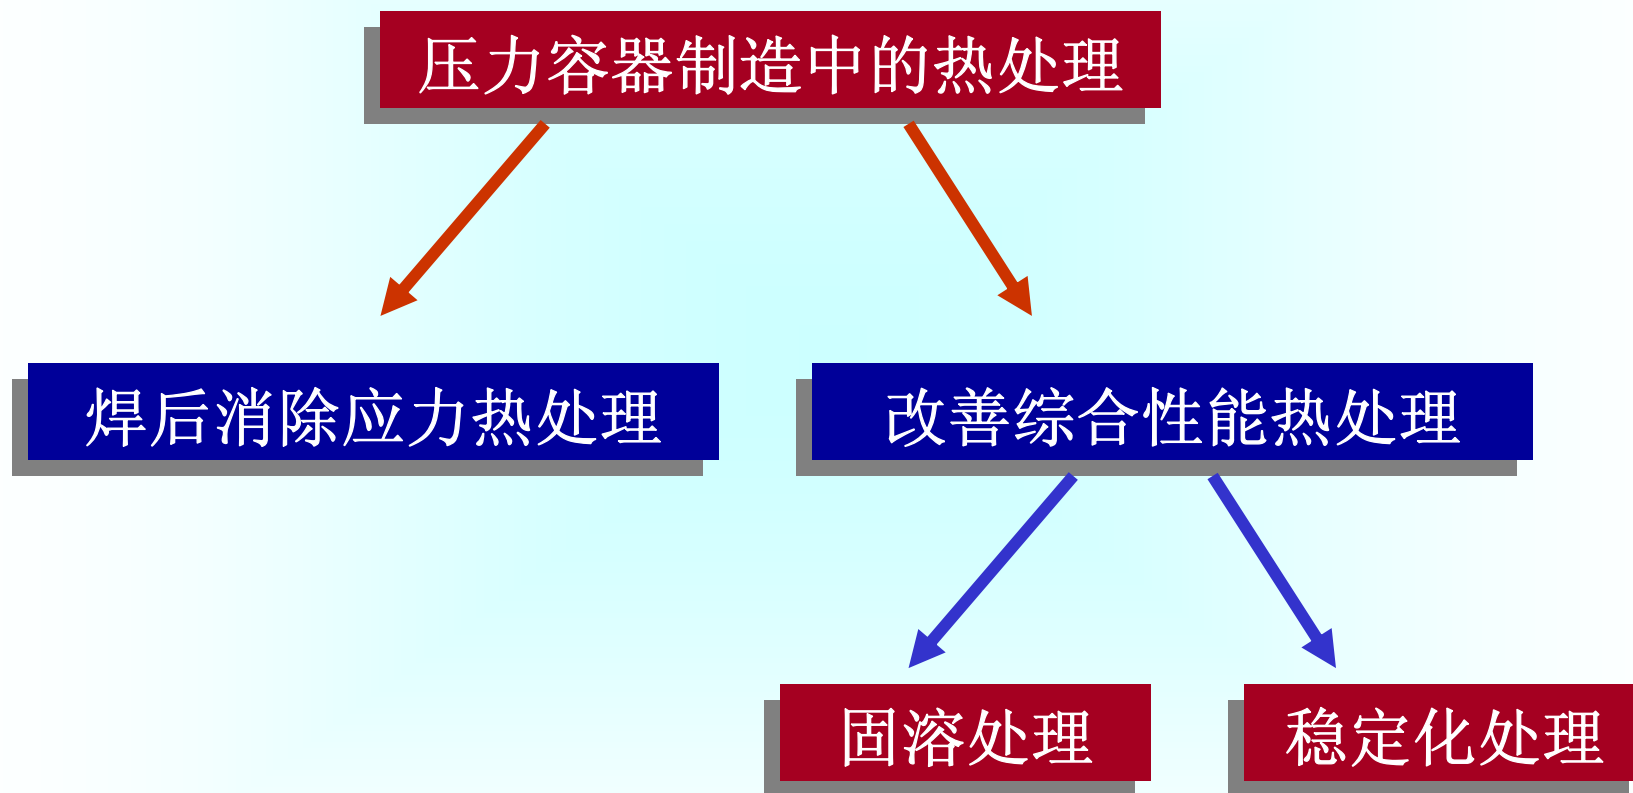 压力容器制造中的热处理
焊后消除应力热处理
改善综合性能热处理
固溶处理
稳定化处理